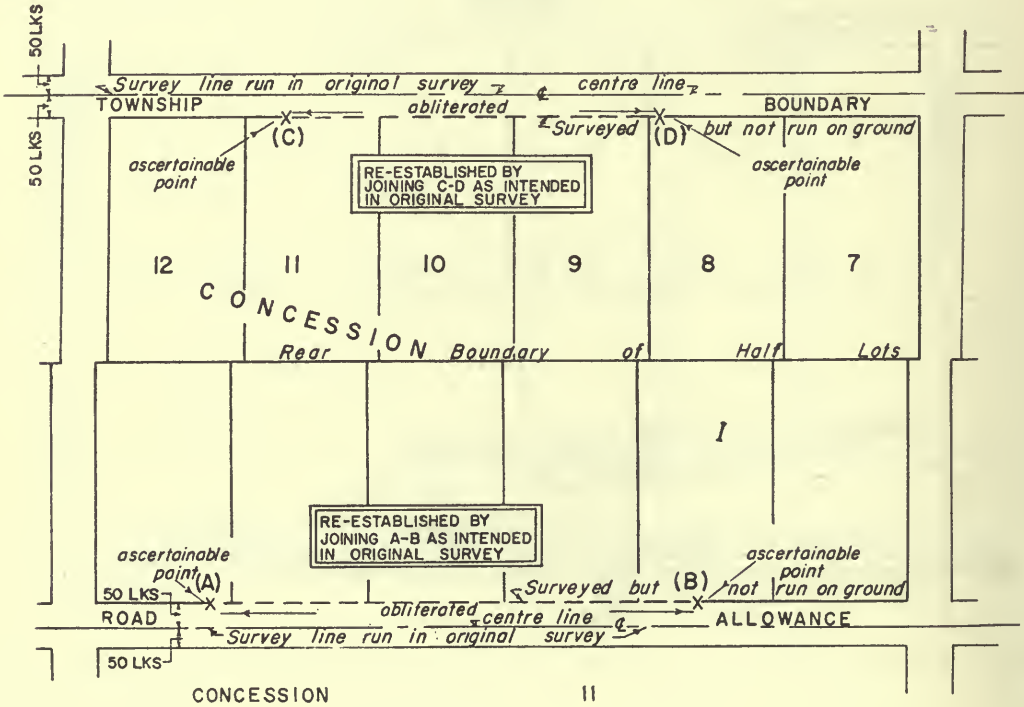 50 LKS
50 LKS
Survey line run in original survey ℄ centre line
TOWNSHIP abliterated BOUNDARY
(C) Surveyed (D) but not run on ground
ascertainable point
ascertainable point
RE-ESTABLISHED BY
JOINING C-D AS INTENDED
IN ORIGINAL SURVEY
12 11 10 9 8 7
CONCESSION
Rear Boundary of Half Lots
I
RE-ESTABLISHED BY
JOINING A-B AS INTENDED
IN ORIGINAL SURVEY
ascertainable
point (A)
ascertainable
point
50 LKS
Surveyed but (B) not run on ground
ROAD obliterated centre line ℄ ALLOWANCE
Survey line run in original survey
50 LKS
CONCESSION 11